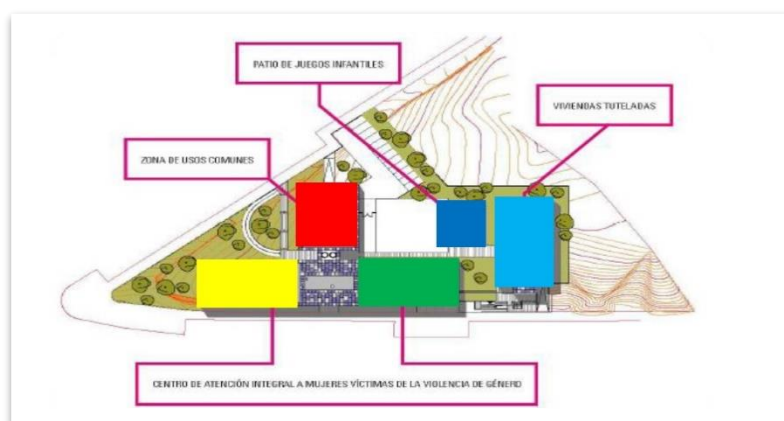 PATIO DE JUEGOS INFANTILES
VIVIENDAS TUTELADAS
ZONA DE USOS COMUNES
CENTRO DE ATENCIÓN INTEGRAL A MUJERES VÍCTIMAS DE LA VIOLENCIA DE GÉNERO